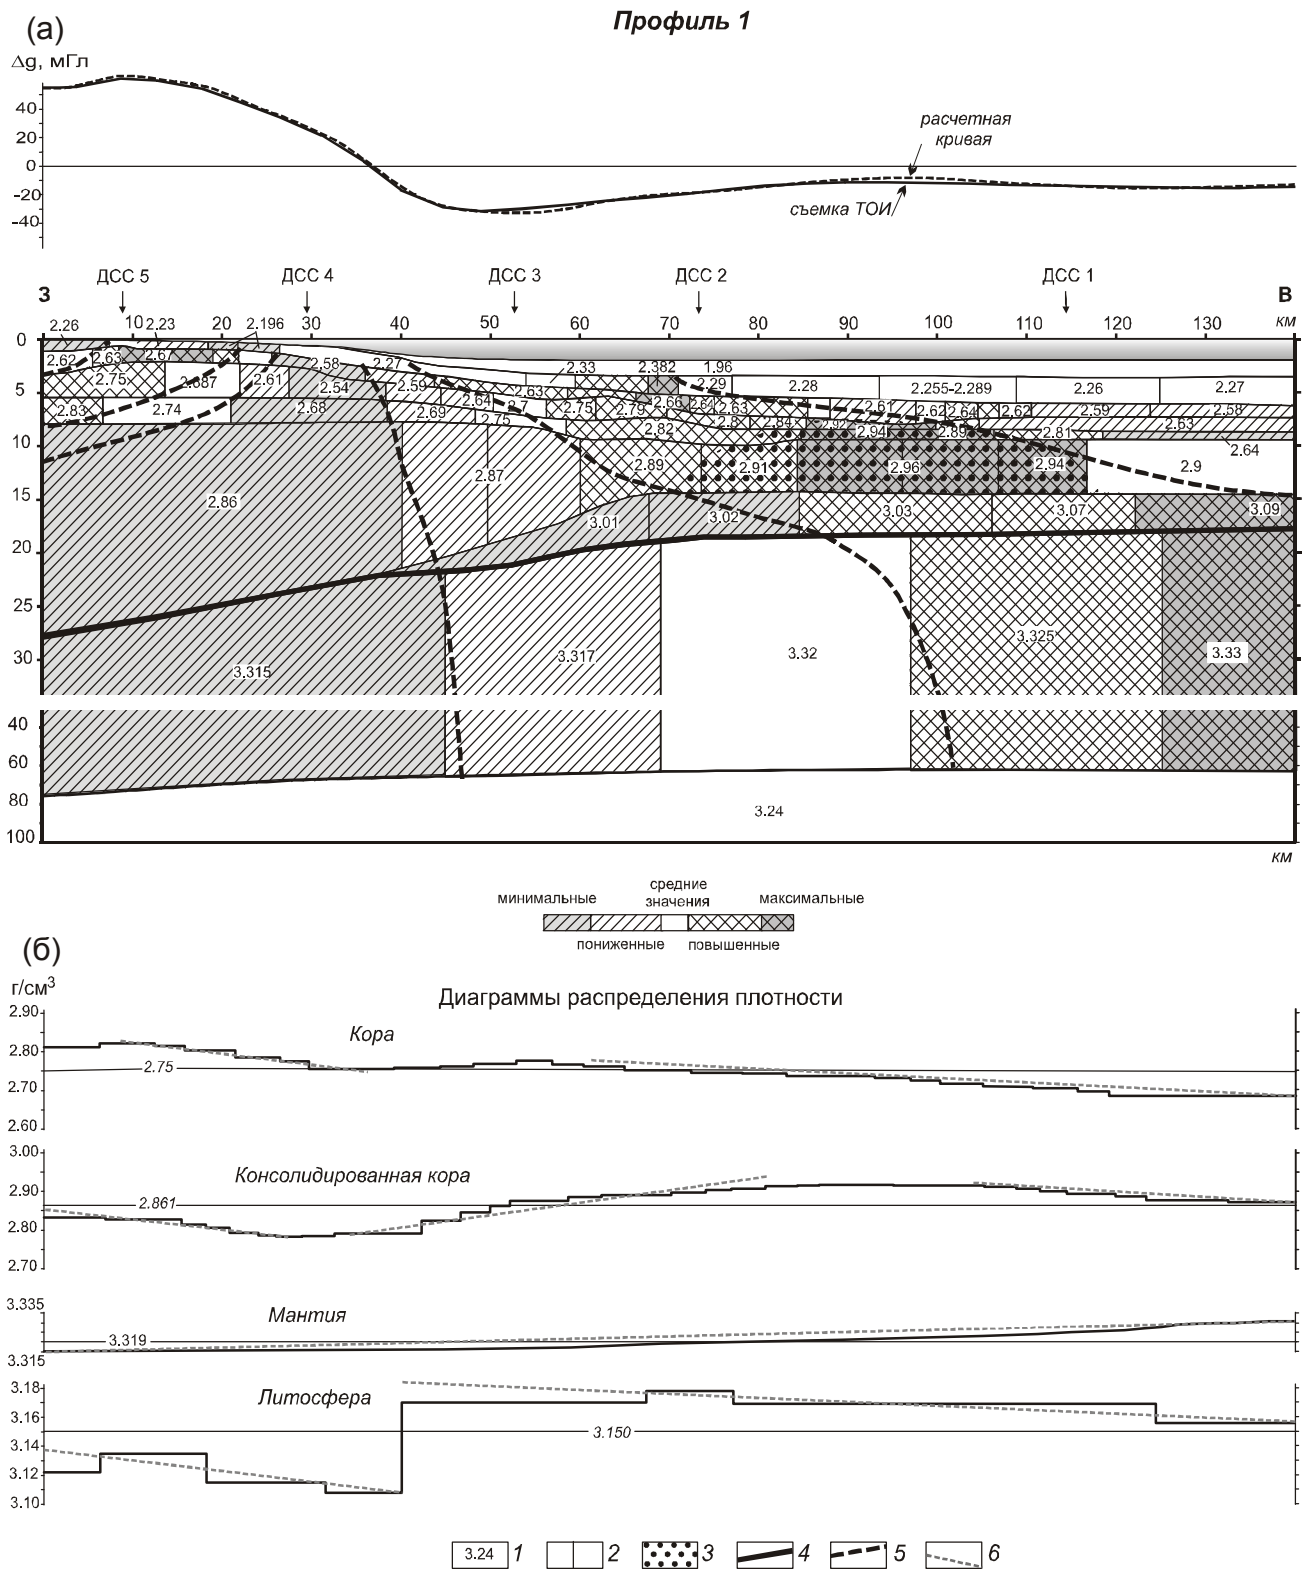 (а)
Профиль 1
Δg, мГл
40
20
0
-20
-40
расчетная
кривая
съемка ТОИ
ДСС 5 ДСС 4 ДСС 3 ДСС 2 ДСС 1
З В
10 20 30 40 50 60 70 80 90 100 110 120 130 км
0
5
10
15
20
25
30
40
60
80
100
2.26 2.23 2.196
2.62 2.63 2.6 2.58 2.27 2.33 2.382 1.96
2.75 2.687 2.61 2.54 2.59 2.63 2.66 2.29 2.28 2.255-2.289 2.26 2.27
2.83 2.74 2.68 2.69 2.64 2.7 2.75 2.75 2.79 2.64 2.63 2.61 2.62 2.64 2.62 2.59 2.58
2.82 2.8 2.84 2.92 2.94 2.89 2.81 2.63
2.64
2.86 2.87 2.89 2.91 2.96 2.94 2.9
3.01 3.02 3.03 3.07 3.09
3.315 3.317 3.32 3.325 3.33
3.24
км
минимальные средние значения максимальные
пониженные повышенные
(б)
г/см³
Диаграммы распределения плотности
2.90
2.80
2.70
2.60
Кора
2.75
3.00
2.90
2.80
2.70
Консолидированная кора
2.861
3.335
3.315
Мантия
3.319
3.18
3.16
3.14
3.12
3.10
Литосфера
3.150
3.24 1 2 3 4 5 6